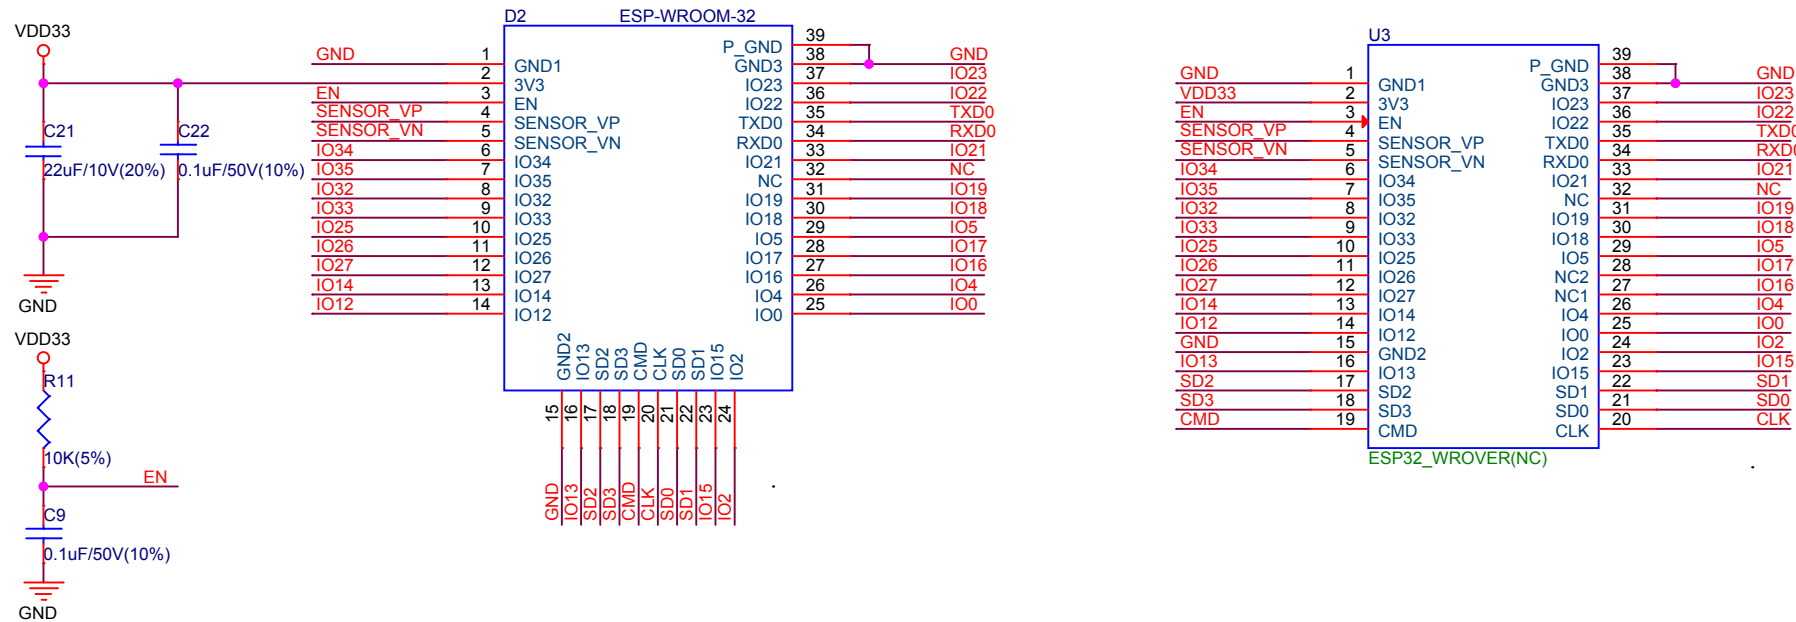 VDD33
C21
22uF/10V(20%)
C22
0.1uF/50V(10%)
GND
VDD33
R11
10K(5%)
EN
C9
0.1uF/50V(10%)
GND
D2 ESP-WROOM-32
GND 1 GND1
2 3V3
EN 3 EN
SENSOR_VP 4 SENSOR_VP
SENSOR_VN 5 SENSOR_VN
IO34 6 IO34
IO35 7 IO35
IO32 8 IO32
IO33 9 IO33
IO25 10 IO25
IO26 11 IO26
IO27 12 IO27
IO14 13 IO14
IO12 14 IO12
P_GND 39
GND3 38 GND
IO23 37 IO23
IO22 36 IO22
TXD0 35 TXD0
RXD0 34 RXD0
IO21 33 IO21
NC 32 NC
IO19 31 IO19
IO18 30 IO18
IO5 29 IO5
IO17 28 IO17
IO16 27 IO16
IO4 26 IO4
IO0 25 IO0
GND2 15 GND
IO13 16 IO13
SD2 17 SD2
SD3 18 SD3
CMD 19 CMD
CLK 20 CLK
SD0 21 SD0
SD1 22 SD1
IO15 23 IO15
IO2 24 IO2
U3
GND 1 GND1
VDD33 2 3V3
EN 3 EN
SENSOR_VP 4 SENSOR_VP
SENSOR_VN 5 SENSOR_VN
IO34 6 IO34
IO35 7 IO35
IO32 8 IO32
IO33 9 IO33
IO25 10 IO25
IO26 11 IO26
IO27 12 IO27
IO14 13 IO14
IO12 14 IO12
GND 15 GND2
IO13 16 IO13
SD2 17 SD2
SD3 18 SD3
CMD 19 CMD
P_GND 39
GND3 38 GND
IO23 37 IO23
IO22 36 IO22
TXD0 35 TXD0
RXD0 34 RXD0
IO21 33 IO21
NC 32 NC
IO19 31 IO19
IO18 30 IO18
IO5 29 IO5
NC2 28 IO17
NC1 27 IO16
IO4 26 IO4
IO0 25 IO0
IO2 24 IO2
IO15 23 IO15
SD1 22 SD1
SD0 21 SD0
CLK 20 CLK
ESP32_WROVER(NC)